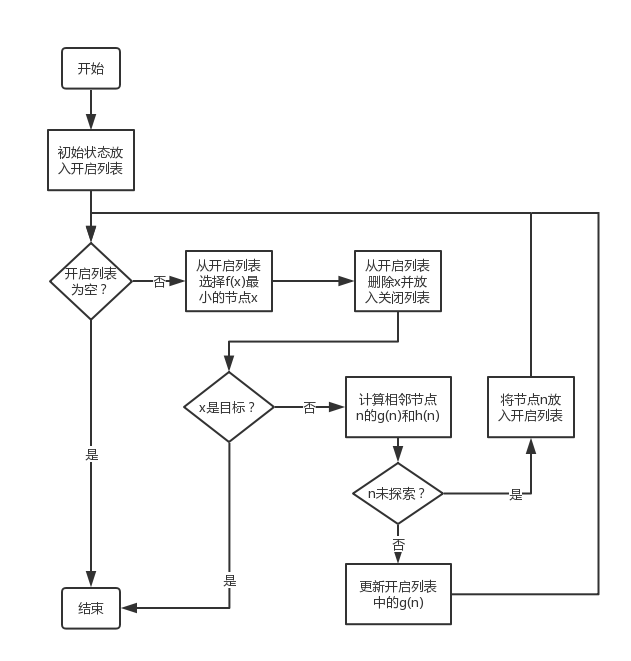 开始
初始状态放
入开启列表
开启列表
为空？
否
从开启列表
选择f(x)最
小的节点x
从开启列表
删除x并放
入关闭列表
x是目标？
否
计算相邻节点
n的g(n)和h(n)
将节点n放
入开启列表
是
n未探索？
是
否
是
更新开启列表
中的g(n)
结束